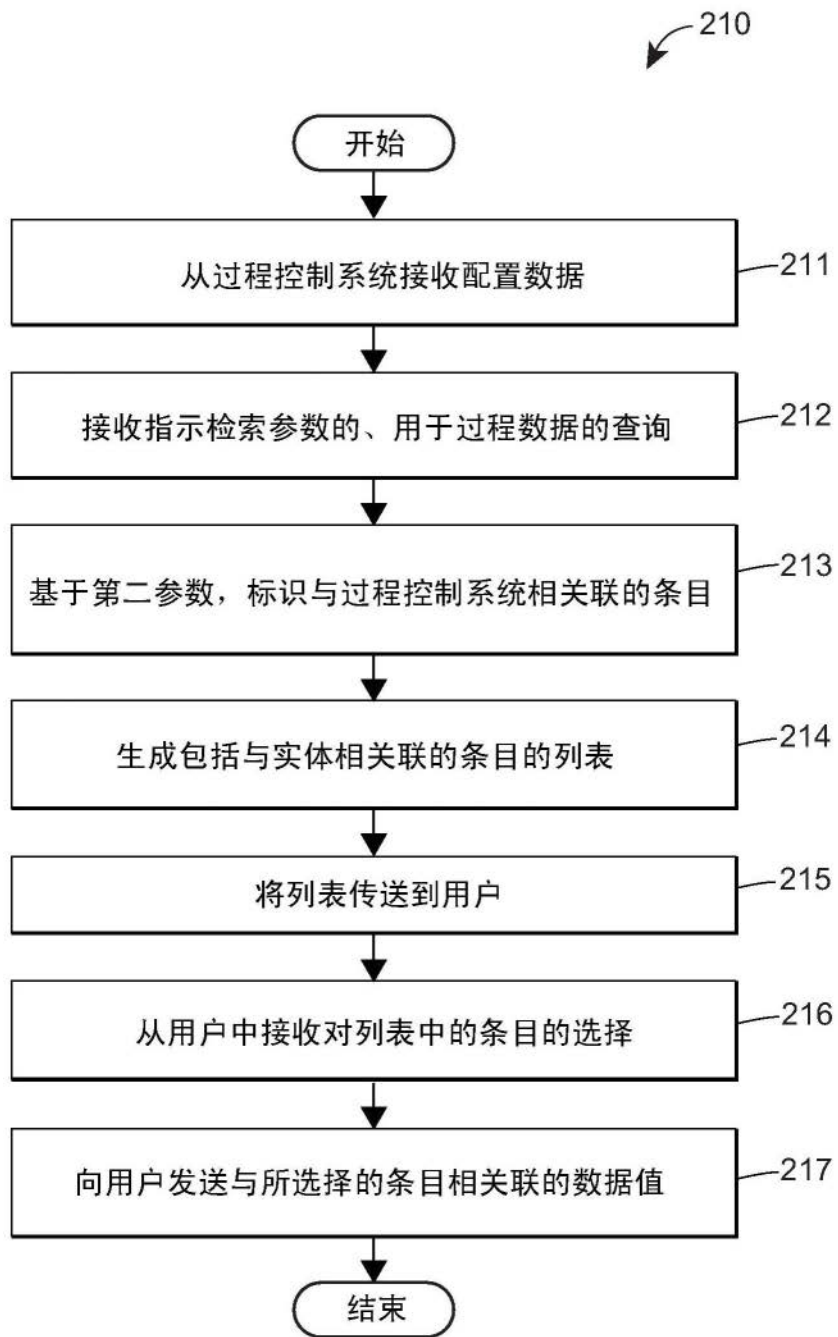 210
开始
从过程控制系统接收配置数据
211
接收指示检索参数的、用于过程数据的查询
212
基于第二参数，标识与过程控制系统相关联的条目
213
生成包括与实体相关联的条目的列表
214
将列表传送到用户
215
从用户中接收对列表中的条目的选择
216
向用户发送与所选择的条目相关联的数据值
217
结束